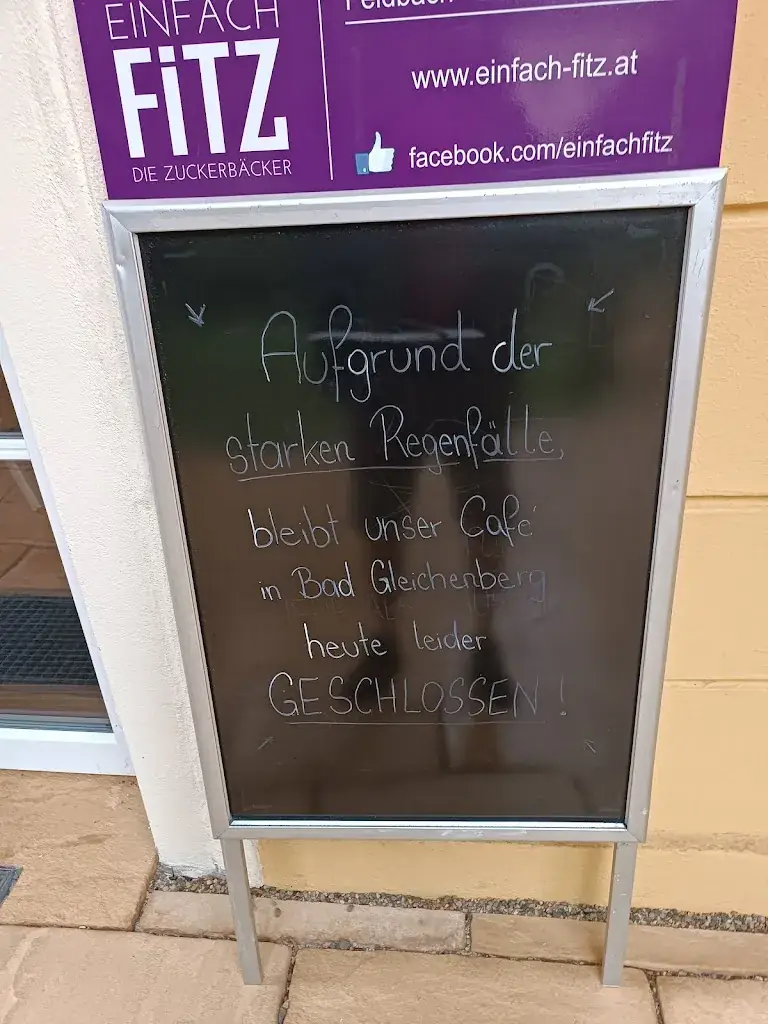 EINFACH
FiTZ
DIE ZUCKERBÄCKER
Feldbach
www.einfach-fitz.at
facebook.com/einfachfitz
Aufgrund der
starken Regenfälle,
bleibt unser Café
in Bad Gleichenberg
heute leider
GESCHLOSSEN!